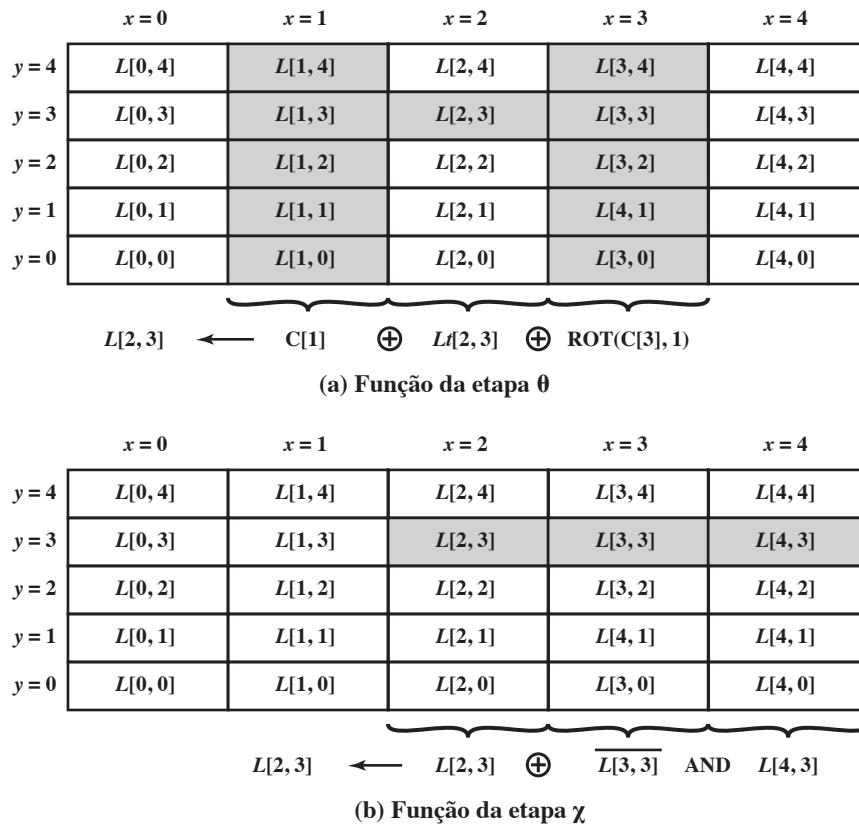 x = 0 x = 1 x = 2 x = 3 x = 4
y = 4 L[0, 4] L[1, 4] L[2, 4] L[3, 4] L[4, 4]
y = 3 L[0, 3] L[1, 3] L[2, 3] L[3, 3] L[4, 3]
y = 2 L[0, 2] L[1, 2] L[2, 2] L[3, 2] L[4, 2]
y = 1 L[0, 1] L[1, 1] L[2, 1] L[4, 1] L[4, 1]
y = 0 L[0, 0] L[1, 0] L[2, 0] L[3, 0] L[4, 0]
L[2, 3] ← C[1] ⊕ Lt[2, 3] ⊕ ROT(C[3], 1)
(a) Função da etapa θ
x = 0 x = 1 x = 2 x = 3 x = 4
y = 4 L[0, 4] L[1, 4] L[2, 4] L[3, 4] L[4, 4]
y = 3 L[0, 3] L[1, 3] L[2, 3] L[3, 3] L[4, 3]
y = 2 L[0, 2] L[1, 2] L[2, 2] L[3, 2] L[4, 2]
y = 1 L[0, 1] L[1, 1] L[2, 1] L[4, 1] L[4, 1]
y = 0 L[0, 0] L[1, 0] L[2, 0] L[3, 0] L[4, 0]
L[2, 3] ← L[2, 3] ⊕ L̅[̅3̅,̅ ̅3̅]̅ AND L[4, 3]
(b) Função da etapa χ